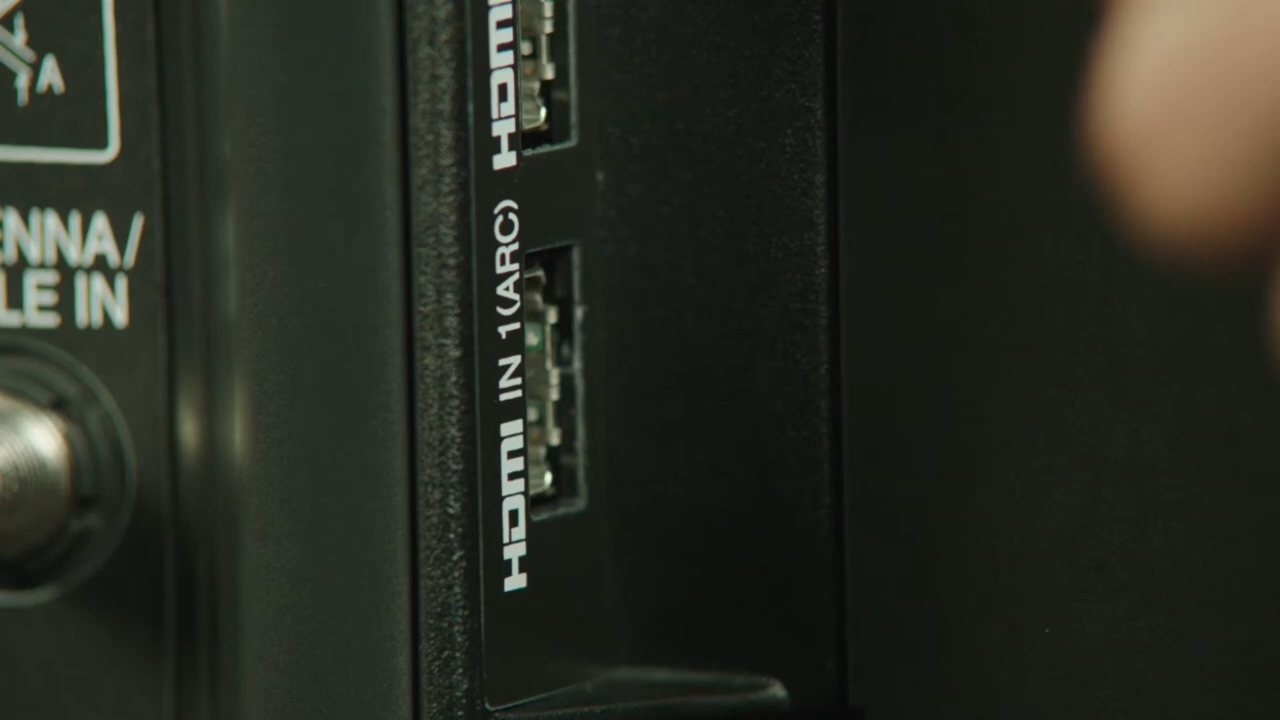 A
ENNA/
LE IN
HDMI
HDMI IN 1(ARC)